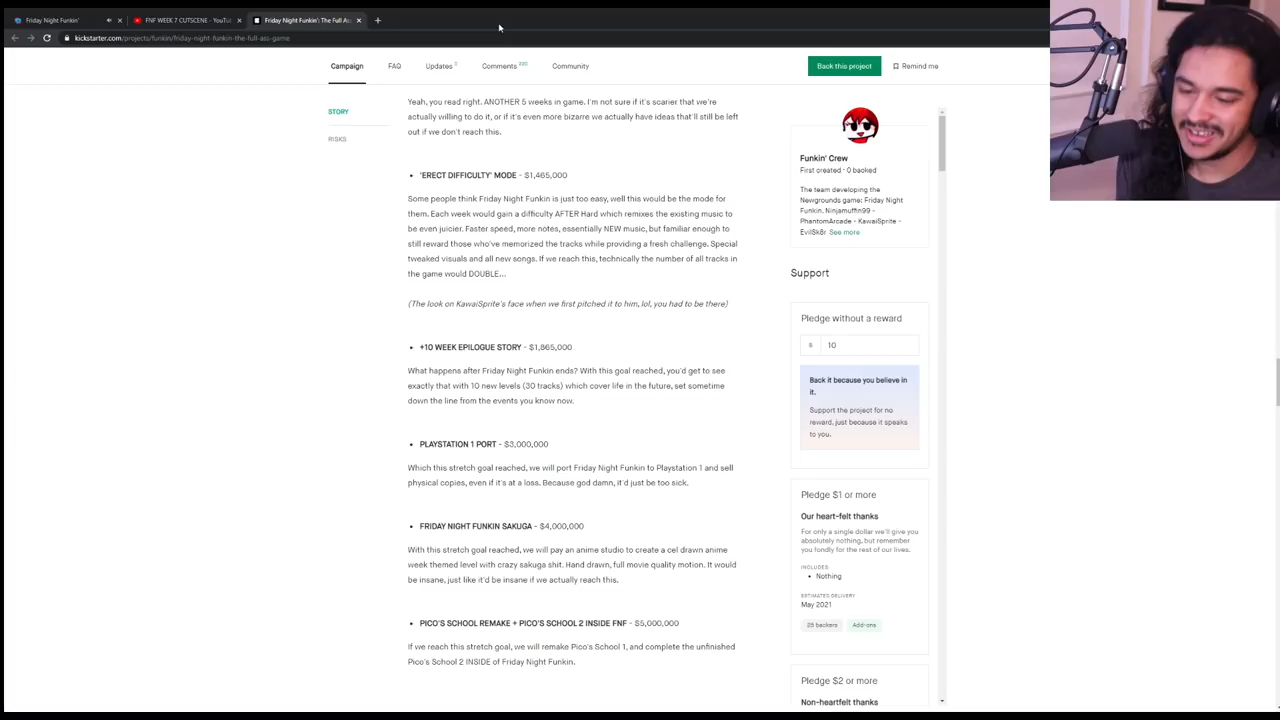 Friday Night Funkin'
FNF WEEK 7 CUTSCENE - YouTu
Friday Night Funkin': The Full Ass
kickstarter.com/projects/funkin/friday-night-funkin-the-full-ass-game
Campaign FAQ Updates 0 Comments 220 Community
Back this project
Remind me
STORY
RISKS
Yeah, you read right. ANOTHER 5 weeks in game. I'm not sure if it's scarier that we're
actually willing to do it, or if it's even more bizarre we actually have ideas that'll still be left
out if we don't reach this.
• 'ERECT DIFFICULTY' MODE - $1,465,000
Some people think Friday Night Funkin is just too easy, well this would be the mode for
them. Each week would gain a difficulty AFTER Hard which remixes the existing music to
be even juicier. Faster speed, more notes, essentially NEW music, but familiar enough to
still reward those who've memorized the tracks while providing a fresh challenge. Special
tweaked visuals and all new songs. If we reach this, technically the number of all tracks in
the game would DOUBLE...
(The look on KawaiSprite's face when we first pitched it to him, lol, you had to be there)
• +10 WEEK EPILOGUE STORY - $1,865,000
What happens after Friday Night Funkin ends? With this goal reached, you'd get to see
exactly that with 10 new levels (30 tracks) which cover life in the future, set sometime
down the line from the events you know now.
• PLAYSTATION 1 PORT - $3,000,000
Which this stretch goal reached, we will port Friday Night Funkin to Playstation 1 and sell
physical copies, even if it's at a loss. Because god damn, it'd just be too sick.
• FRIDAY NIGHT FUNKIN SAKUGA - $4,000,000
With this stretch goal reached, we will pay an anime studio to create a cel drawn anime
week themed level with crazy sakuga shit. Hand drawn, full movie quality motion. It would
be insane, just like it'd be insane if we actually reach this.
• PICO'S SCHOOL REMAKE + PICO'S SCHOOL 2 INSIDE FNF - $5,000,000
If we reach this stretch goal, we will remake Pico's School 1, and complete the unfinished
Pico's School 2 INSIDE of Friday Night Funkin.
Funkin' Crew
First created · 0 backed
The team developing the
Newgrounds game: Friday Night
Funkin. Ninjamuffin99 -
PhantomArcade - KawaiSprite -
EvilSk8r See more
Support
Pledge without a reward
$ 10
Back it because you believe in
it.
Support the project for no
reward, just because it speaks
to you.
Pledge $1 or more
Our heart-felt thanks
For only a single dollar we'll give you
absolutely nothing, but remember
you fondly for the rest of our lives.
INCLUDES:
• Nothing
ESTIMATED DELIVERY
May 2021
25 backers Add-ons
Pledge $2 or more
Non-heartfelt thanks